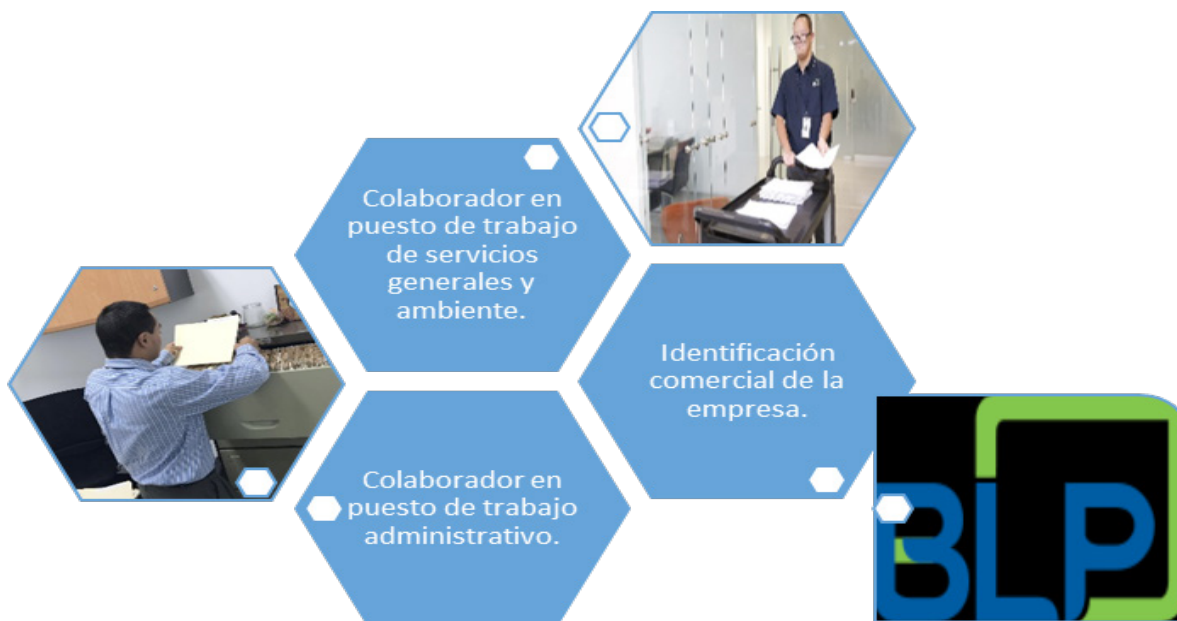 Colaborador en
puesto de trabajo
de servicios
generales y
ambiente.
Identificación
comercial de la
empresa.
Colaborador en
puesto de trabajo
administrativo.
BLP